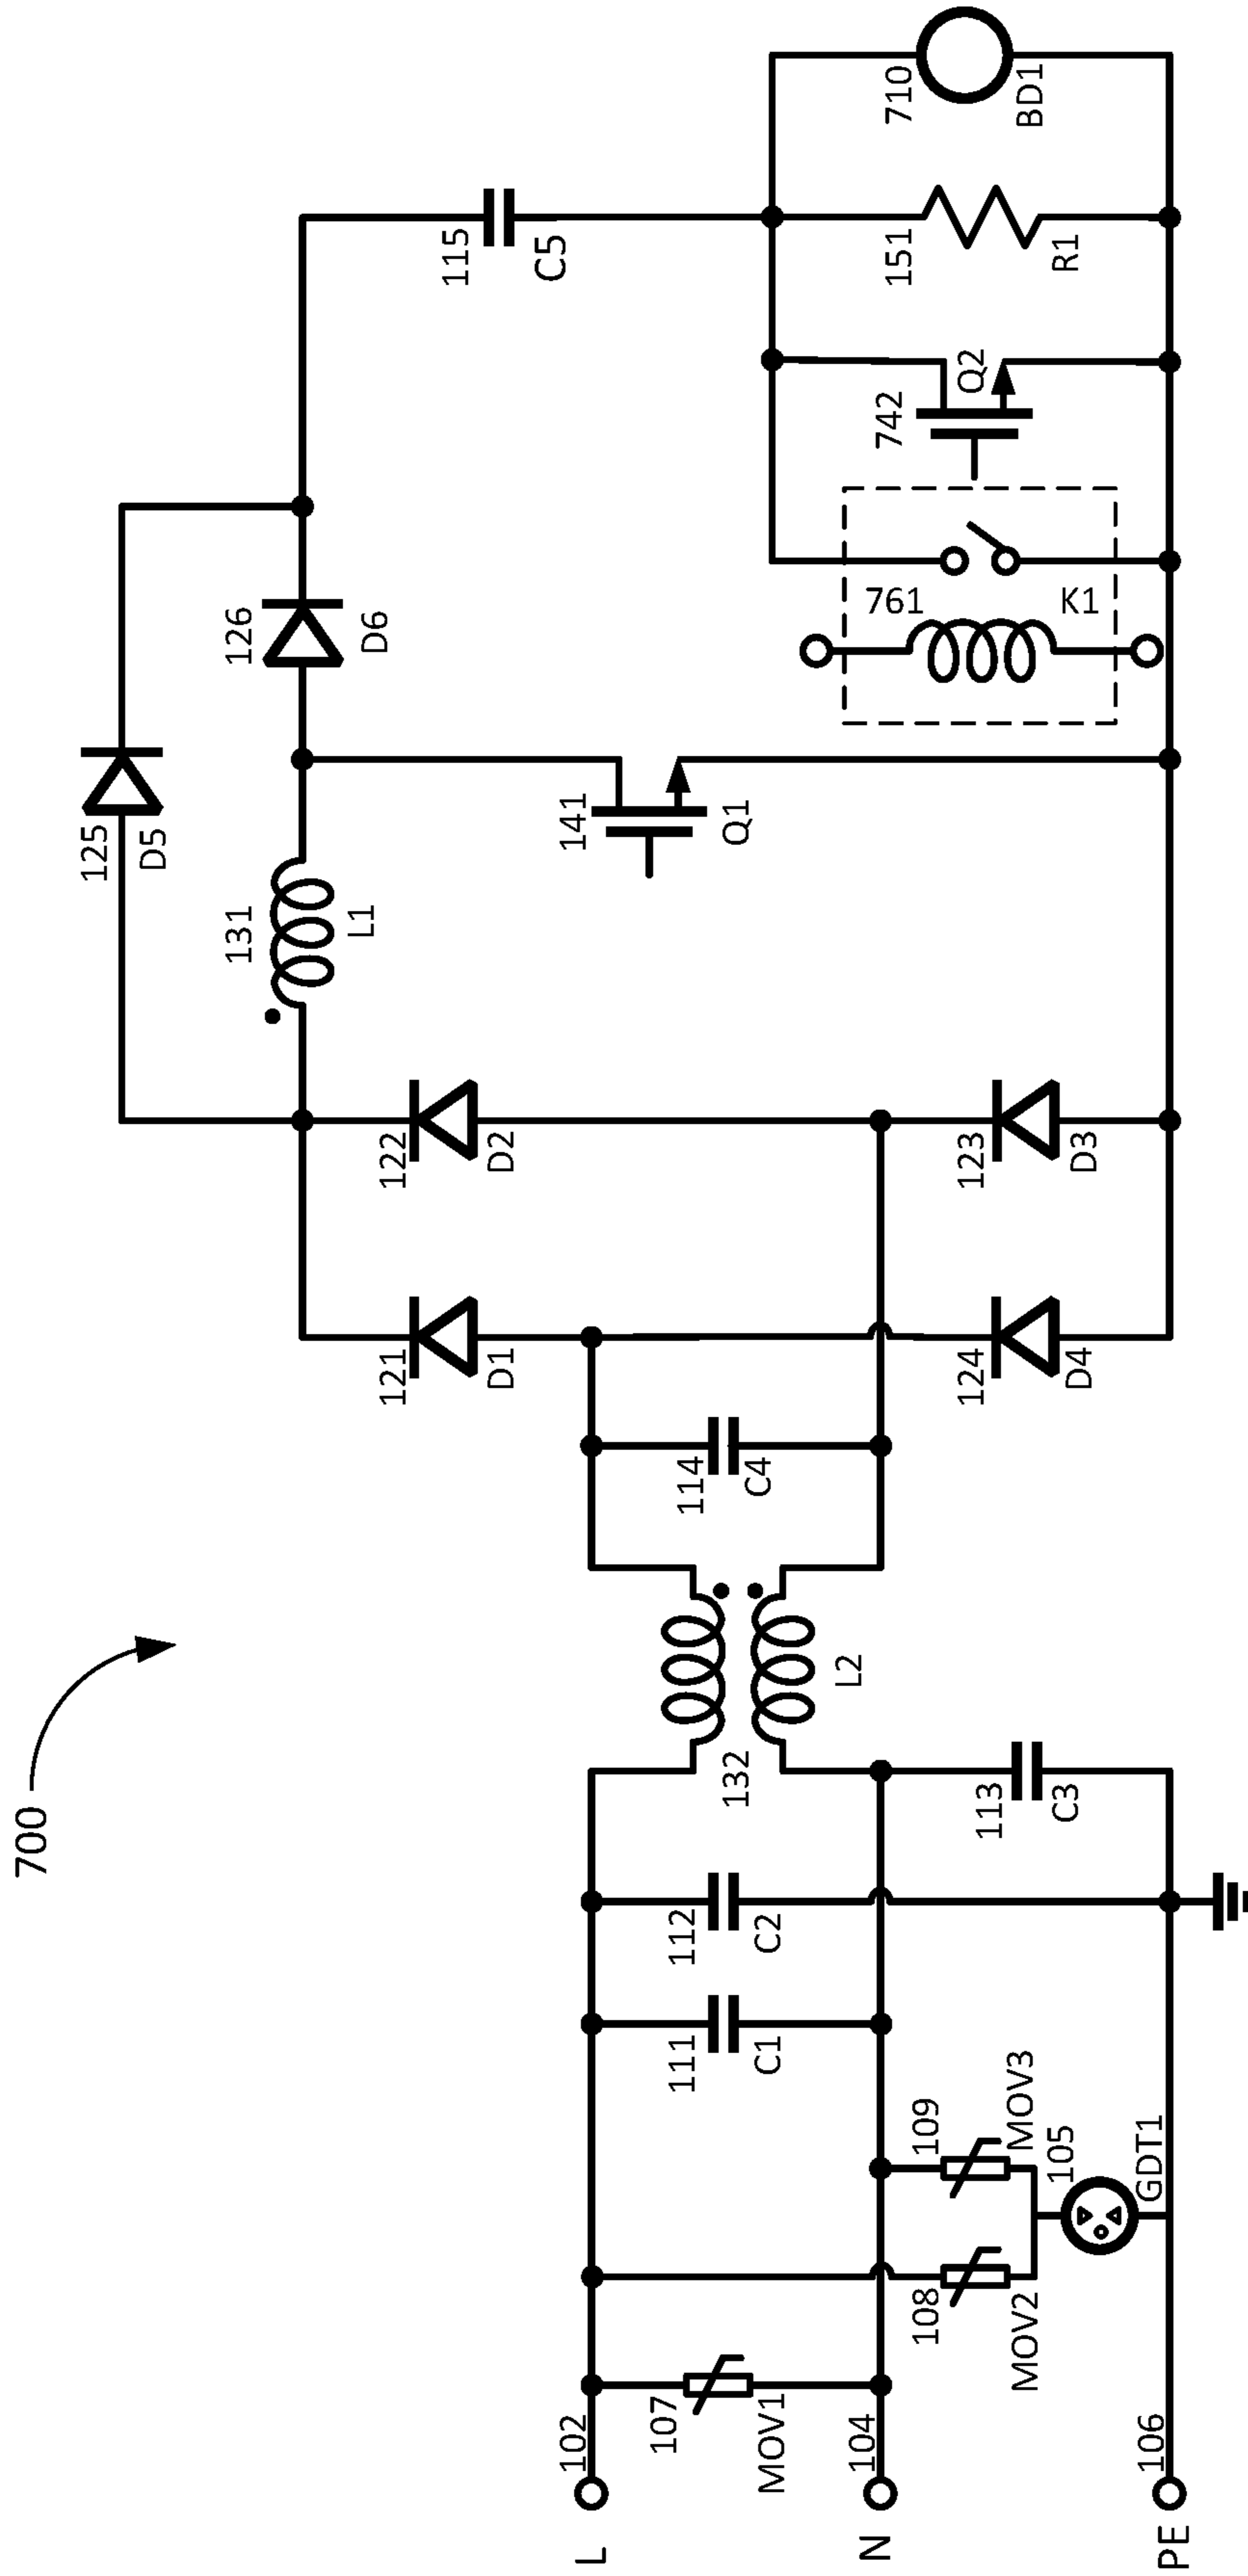 700
L
102
N
104
PE
106
107
MOV1
108
MOV2
109
MOV3
105
GDT1
111
C1
112
C2
113
C3
132
L2
114
C4
121
D1
124
D4
122
D2
123
D3
125
D5
131
L1
126
D6
141
Q1
761
K1
742
Q2
115
C5
151
R1
710
BD1